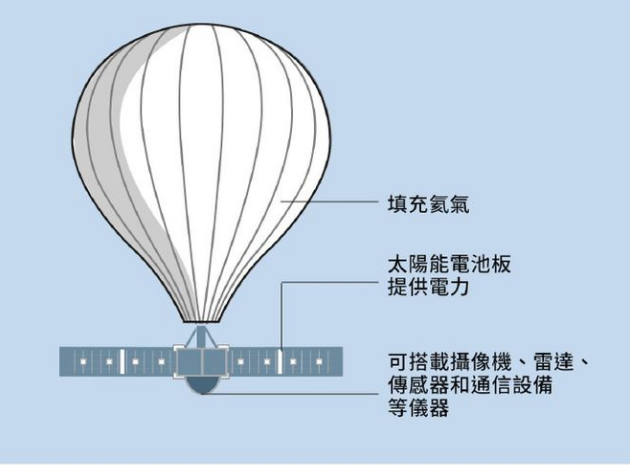 填充氦氣
太陽能電池板
提供電力
可搭載攝像機、雷達、
傳感器和通信設備
等儀器